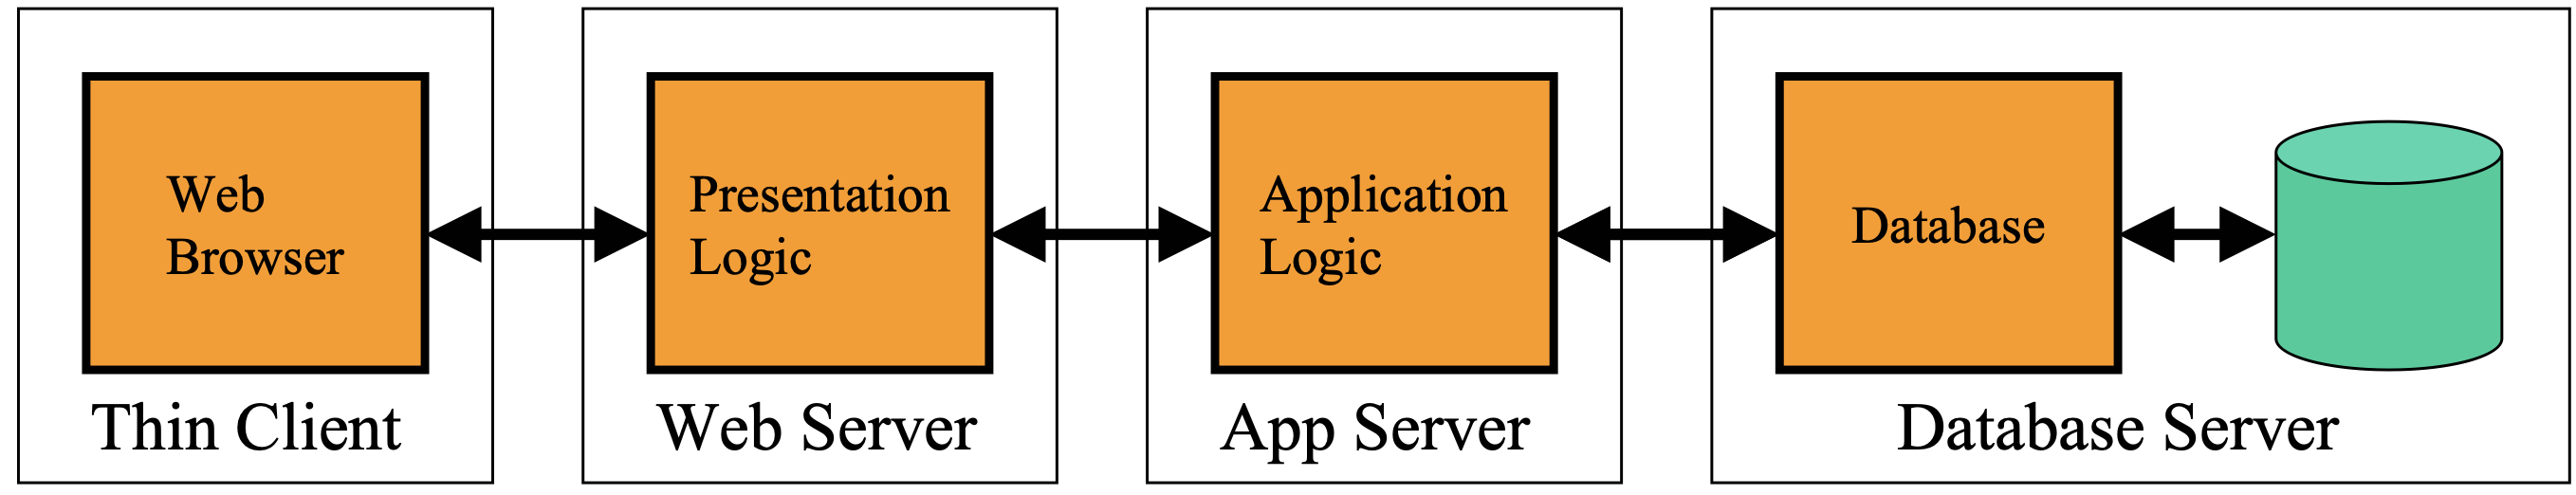 Web
Browser
Thin Client
Presentation
Logic
Web Server
Application
Logic
App Server
Database
Database Server